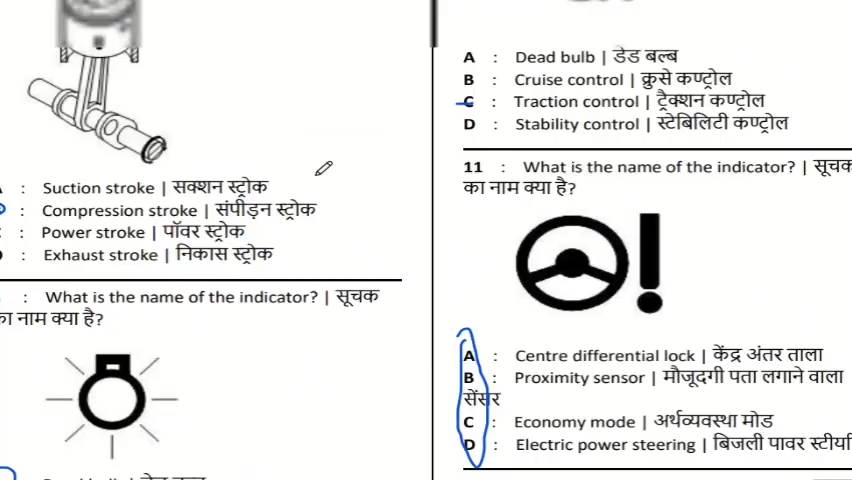 : Suction stroke | सक्शन स्ट्रोक
: Compression stroke | संपीड़न स्ट्रोक
: Power stroke | पॉवर स्ट्रोक
: Exhaust stroke | निकास स्ट्रोक
: What is the name of the indicator? | सूचक
का नाम क्या है?
A : Dead bulb | डेड बल्ब
B : Cruise control | क्रुसे कण्ट्रोल
C : Traction control | ट्रैक्शन कण्ट्रोल
D : Stability control | स्टेबिलिटी कण्ट्रोल
11 : What is the name of the indicator? | सूचक
का नाम क्या है?
A : Centre differential lock | केंद्र अंतर ताला
B : Proximity sensor | मौजूदगी पता लगाने वाला
सेंसर
C : Economy mode | अर्थव्यवस्था मोड
D : Electric power steering | बिजली पावर